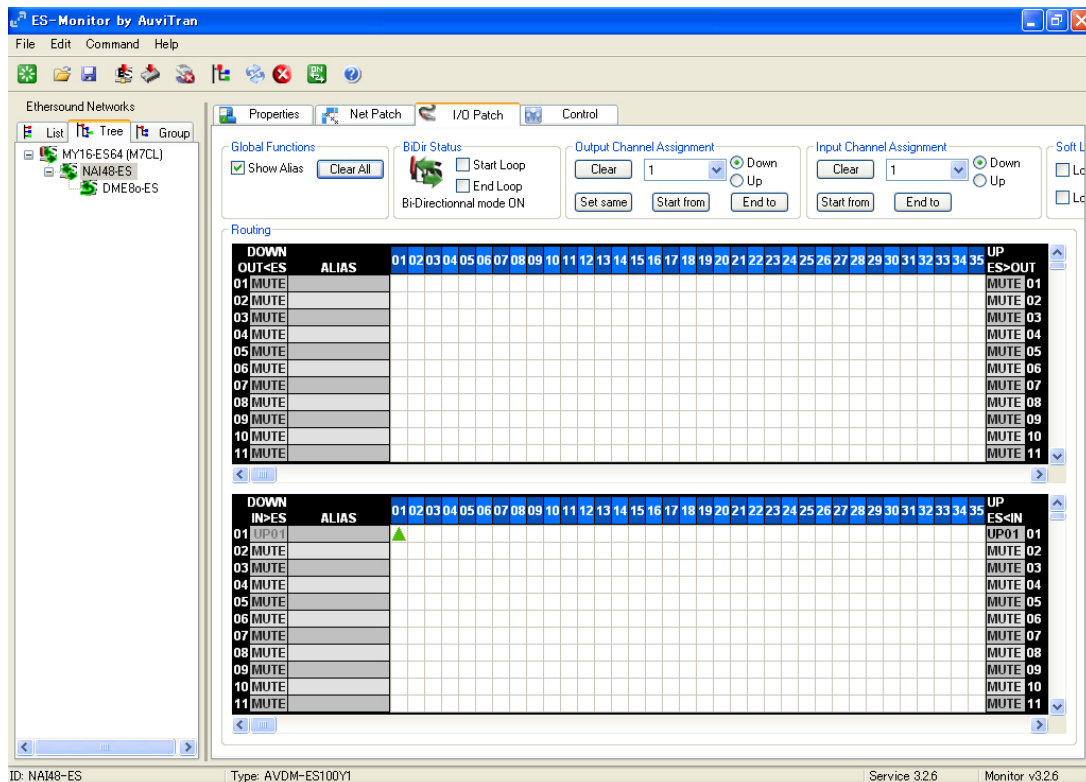 ES-Monitor by AuviTran
File Edit Command Help
Ethersound Networks
List Tree Group
MY16-ES64 (M7CL)
NAI48-ES
DME8o-ES
Properties Net Patch I/O Patch Control
Global Functions
Show Alias Clear All
BiDir Status
Start Loop
End Loop
Bi-Directionnal mode ON
Output Channel Assignment
Clear 1 Down
Up
Set same Start from End to
Input Channel Assignment
Clear 1 Down
Up
Start from End to
Soft L
Lo
Lo
Routing
DOWN UP
OUT<ES ALIAS 01 02 03 04 05 06 07 08 09 10 11 12 13 14 15 16 17 18 19 20 21 22 23 24 25 26 27 28 29 30 31 32 33 34 35 ES>OUT
01 MUTE MUTE 01
02 MUTE MUTE 02
03 MUTE MUTE 03
04 MUTE MUTE 04
05 MUTE MUTE 05
06 MUTE MUTE 06
07 MUTE MUTE 07
08 MUTE MUTE 08
09 MUTE MUTE 09
10 MUTE MUTE 10
11 MUTE MUTE 11
DOWN UP
IN>ES ALIAS 01 02 03 04 05 06 07 08 09 10 11 12 13 14 15 16 17 18 19 20 21 22 23 24 25 26 27 28 29 30 31 32 33 34 35 ES<IN
01 UP01 UP01 01
02 MUTE MUTE 02
03 MUTE MUTE 03
04 MUTE MUTE 04
05 MUTE MUTE 05
06 MUTE MUTE 06
07 MUTE MUTE 07
08 MUTE MUTE 08
09 MUTE MUTE 09
10 MUTE MUTE 10
11 MUTE MUTE 11
ID: NAI48-ES Type: AVDM-ES100Y1 Service 3.2.6 Monitor v3.2.6